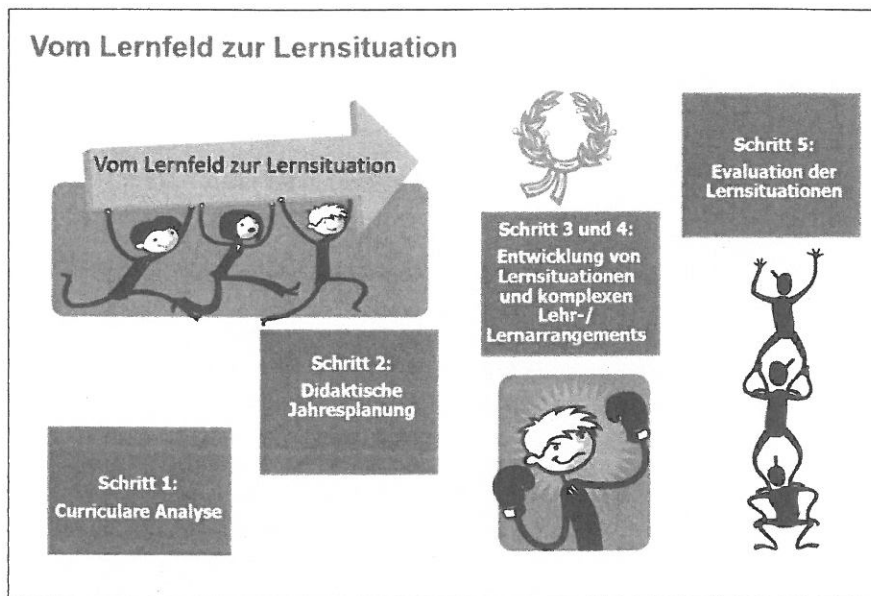 Vom Lernfeld zur Lernsituation
Vom Lernfeld zur Lernsituation
Schritt 1:
Curriculare Analyse
Schritt 2:
Didaktische
Jahresplanung
Schritt 3 und 4:
Entwicklung von
Lernsituationen
und komplexen
Lehr-/
Lernarrangements
Schritt 5:
Evaluation der
Lernsituationen